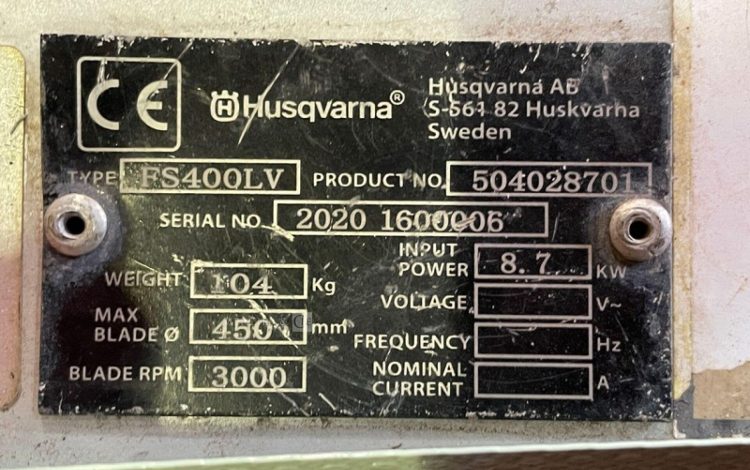 CE
Husqvarna®
Husqvarna AB
S-561 82 Huskvarna
Sweden
TYPE FS400LV PRODUCT NO. 504028701
SERIAL NO. 2020 1600006
WEIGHT 104 Kg
INPUT POWER 8.7 KW
MAX BLADE Ø 450 mm
VOLTAGE V~
FREQUENCY Hz
BLADE RPM 3000
NOMINAL CURRENT A